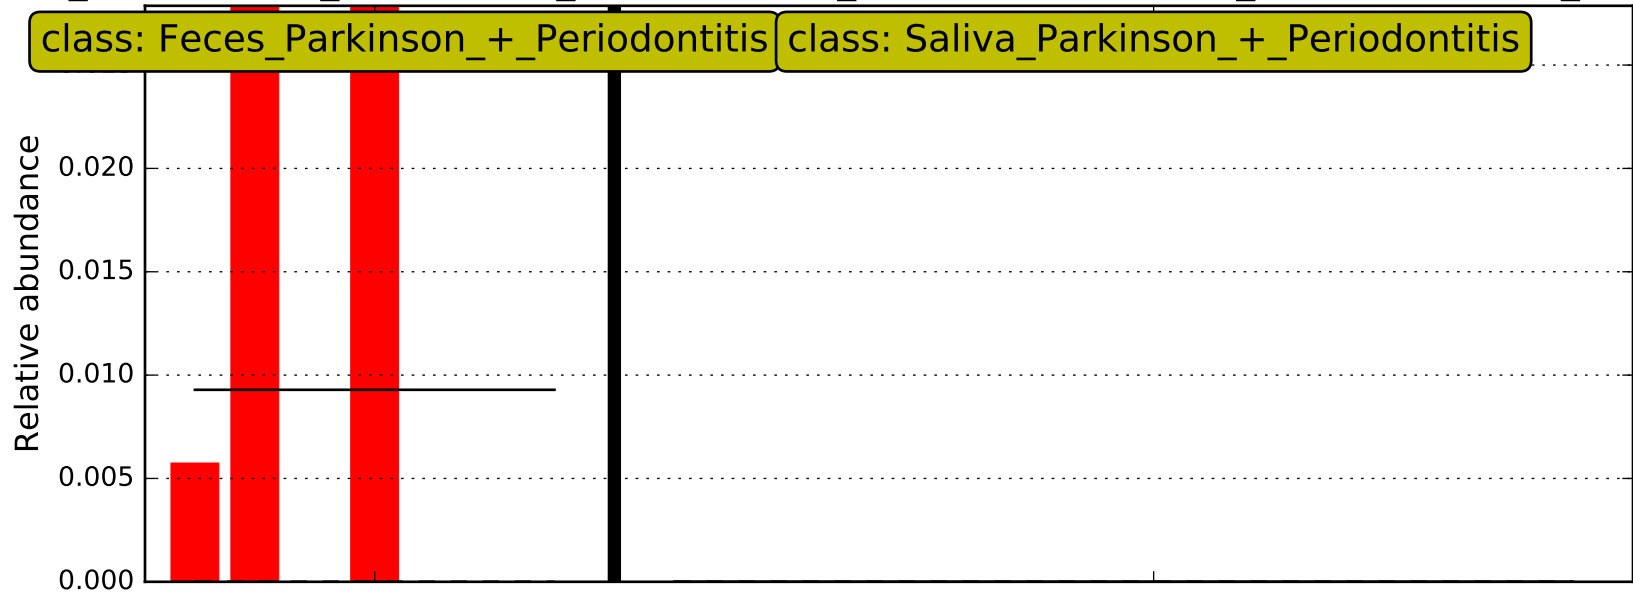 class: Feces_Parkinson_+_Periodontitis
class: Saliva_Parkinson_+_Periodontitis
Relative abundance
0.020
0.015
0.010
0.005
0.000